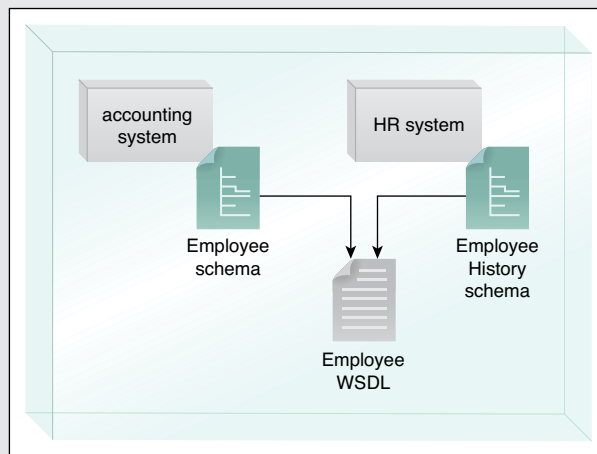 accounting
system
HR system
Employee
schema
Employee
History
schema
Employee
WSDL